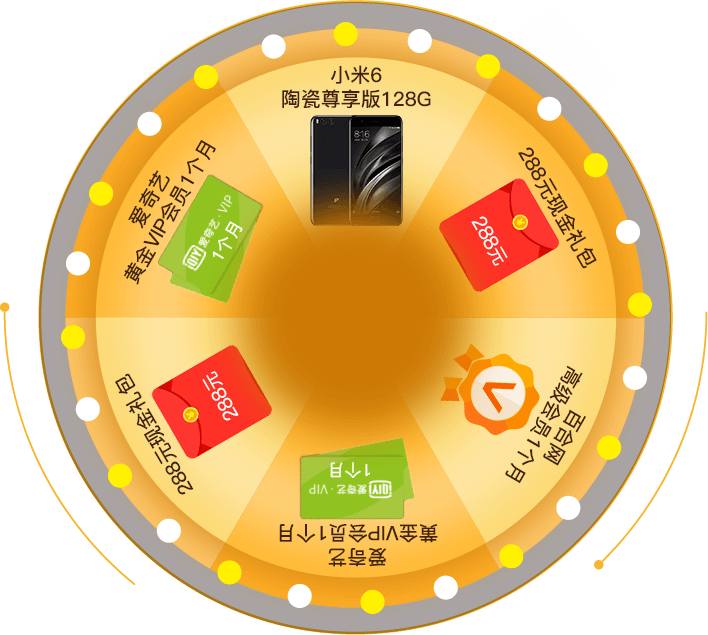 小米6
陶瓷尊享版128G
8:16
288元现金礼包
288元
百合网
高级会员1个月
爱奇艺
黄金VIP会员1个月
iQIYI 爱奇艺·VIP
1个月
288元现金礼包
288元
爱奇艺
黄金VIP会员1个月
iQIYI 爱奇艺·VIP
1个月